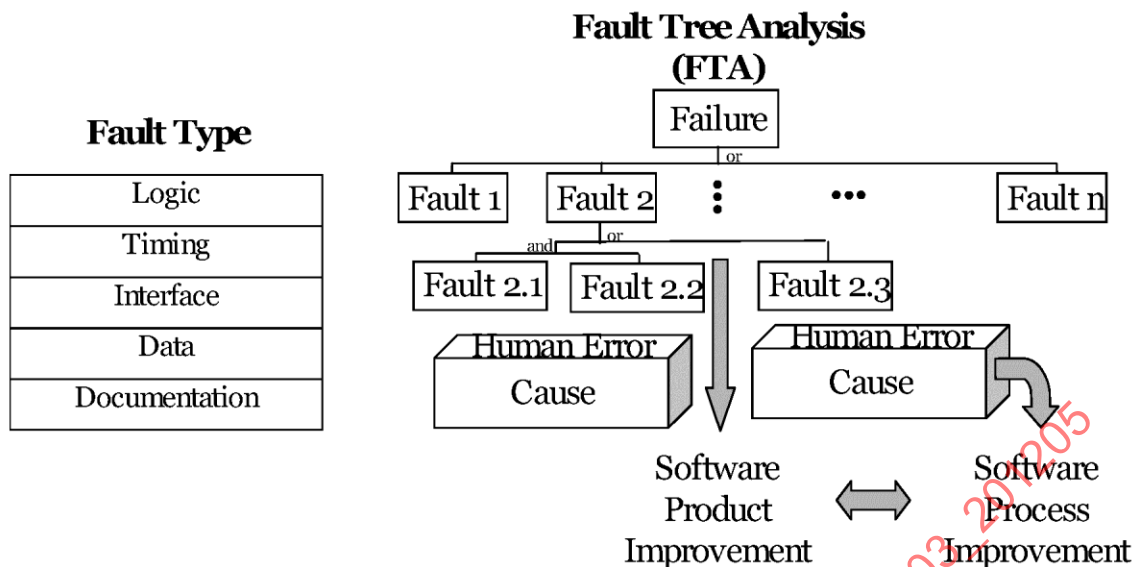 Fault Tree Analysis
(FTA)
Failure
or
Fault 1
Fault 2
Fault n
and
or
Fault 2.1
Fault 2.2
Fault 2.3
Human Error
Cause
Human Error
Cause
Software
Product
Improvement
Software
Process
Improvement
Fault Type
Logic
Timing
Interface
Data
Documentation
03_201205